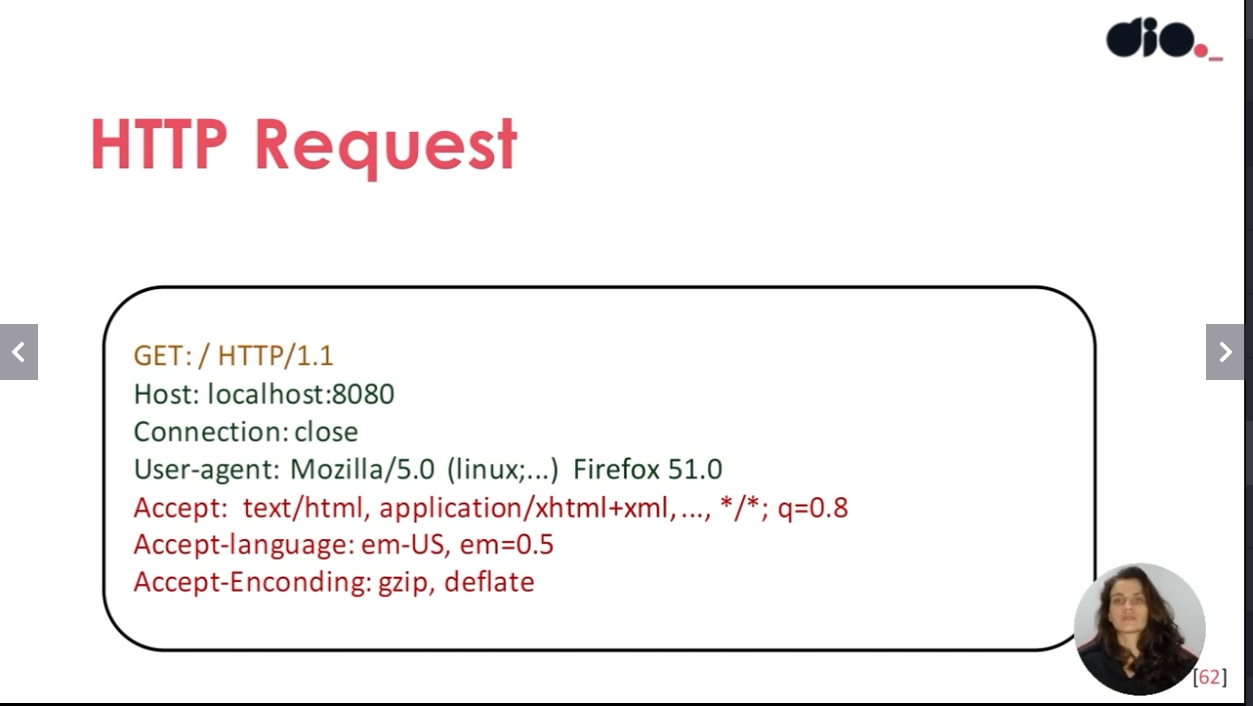 dio._
HTTP Request
GET: / HTTP/1.1
Host: localhost:8080
Connection: close
User-agent: Mozilla/5.0 (linux;...) Firefox 51.0
Accept: text/html, application/xhtml+xml, ..., */*; q=0.8
Accept-language: em-US, em=0.5
Accept-Enconding: gzip, deflate
[62]